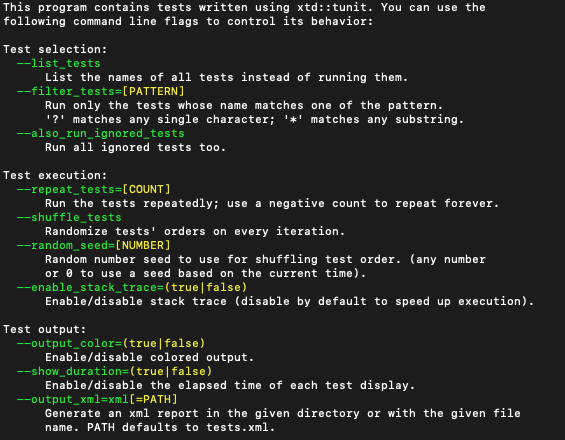 This program contains tests written using xtd::tunit. You can use the
following command line flags to control its behavior:

Test selection:
  --list_tests
      List the names of all tests instead of running them.
  --filter_tests=[PATTERN]
      Run only the tests whose name matches one of the pattern.
      '?' matches any single character; '*' matches any substring.
  --also_run_ignored_tests
      Run all ignored tests too.

Test execution:
  --repeat_tests=[COUNT]
      Run the tests repeatedly; use a negative count to repeat forever.
  --shuffle_tests
      Randomize tests' orders on every iteration.
  --random_seed=[NUMBER]
      Random number seed to use for shuffling test order. (any number
      or 0 to use a seed based on the current time).
  --enable_stack_trace=(true|false)
      Enable/disable stack trace (disable by default to speed up execution).

Test output:
  --output_color=(true|false)
      Enable/disable colored output.
  --show_duration=(true|false)
      Enable/disable the elapsed time of each test display.
  --output_xml=xml[=PATH]
      Generate an xml report in the given directory or with the given file
      name. PATH defaults to tests.xml.